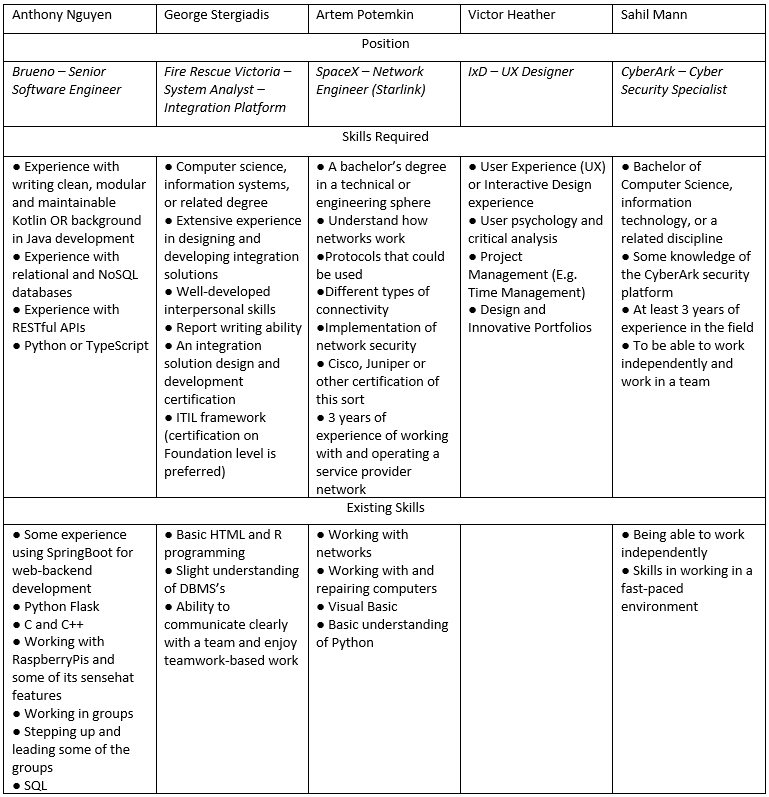 Anthony Nguyen
George Stergiadis
Artem Potemkin
Victor Heather
Sahil Mann
Position
Brueno – Senior
Software Engineer
Fire Rescue Victoria –
System Analyst –
Integration Platform
SpaceX – Network
Engineer (Starlink)
IxD – UX Designer
CyberArk – Cyber
Security Specialist
Skills Required
● Experience with
writing clean, modular
and maintainable
Kotlin OR background
in Java development
● Experience with
relational and NoSQL
databases
● Experience with
RESTful APIs
● Python or TypeScript
● Computer science,
information systems,
or related degree
● Extensive experience
in designing and
developing integration
solutions
● Well-developed
interpersonal skills
● Report writing ability
● An integration
solution design and
development
certification
● ITIL framework
(certification on
Foundation level is
preferred)
● A bachelor’s degree
in a technical or
engineering sphere
● Understand how
networks work
●Protocols that could
be used
●Different types of
connectivity
●Implementation of
network security
● Cisco, Juniper or
other certification of
this sort
● 3 years of
experience of working
with and operating a
service provider
network
● User Experience (UX)
or Interactive Design
experience
● User psychology and
critical analysis
● Project
Management (E.g.
Time Management)
● Design and
Innovative Portfolios
● Bachelor of
Computer Science,
information
technology, or a
related discipline
● Some knowledge of
the CyberArk security
platform
● At least 3 years of
experience in the field
● To be able to work
independently and
work in a team
Existing Skills
● Some experience
using SpringBoot for
web-backend
development
● Python Flask
● C and C++
● Working with
RaspberryPis and
some of its sensehat
features
● Working in groups
● Stepping up and
leading some of the
groups
● SQL
● Basic HTML and R
programming
● Slight understanding
of DBMS’s
● Ability to
communicate clearly
with a team and enjoy
teamwork-based work
● Working with
networks
● Working with and
repairing computers
● Visual Basic
● Basic understanding
of Python
● Being able to work
independently
● Skills in working in a
fast-paced
environment